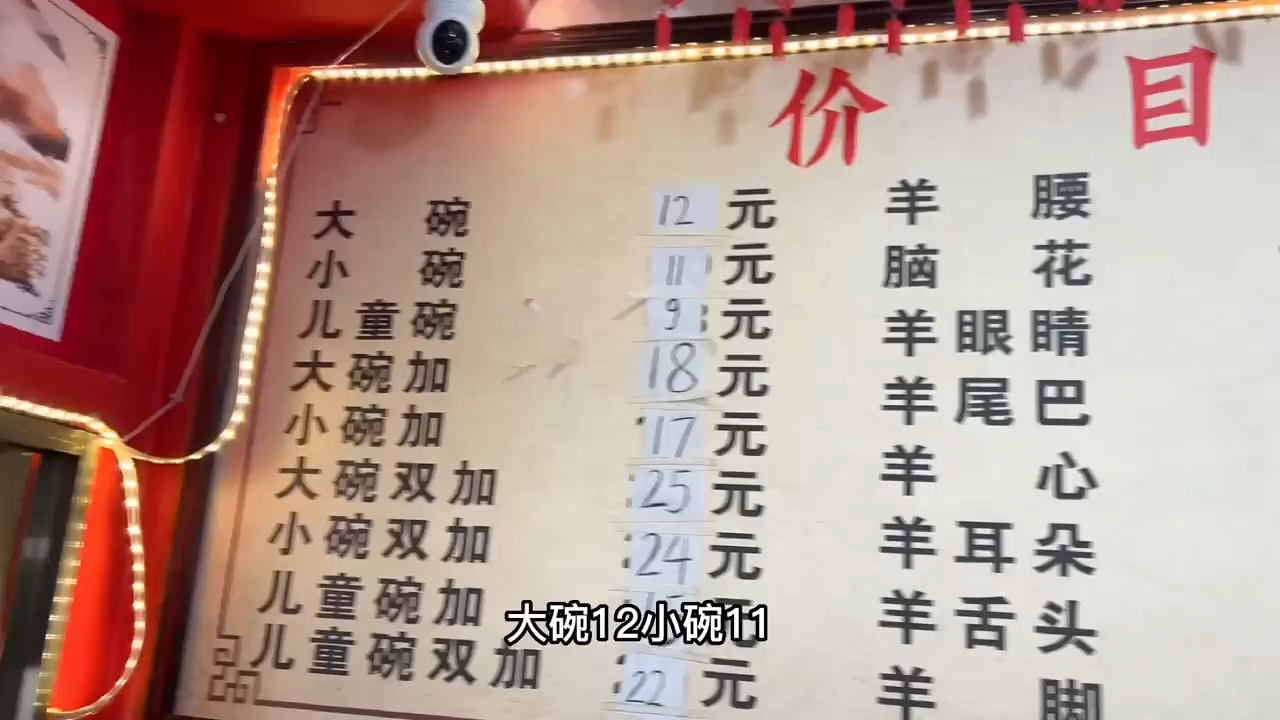 价 目
大碗 12 元
小碗 11 元
儿童碗 9 元
大碗加 18 元
小碗加 17 元
大碗双加 25 元
小碗双加 24 元
儿童碗加 元
儿童碗双加 22 元
羊腰
脑花
羊眼睛
羊尾巴
羊心
羊耳朵
羊舌头
羊脚
大碗12小碗11